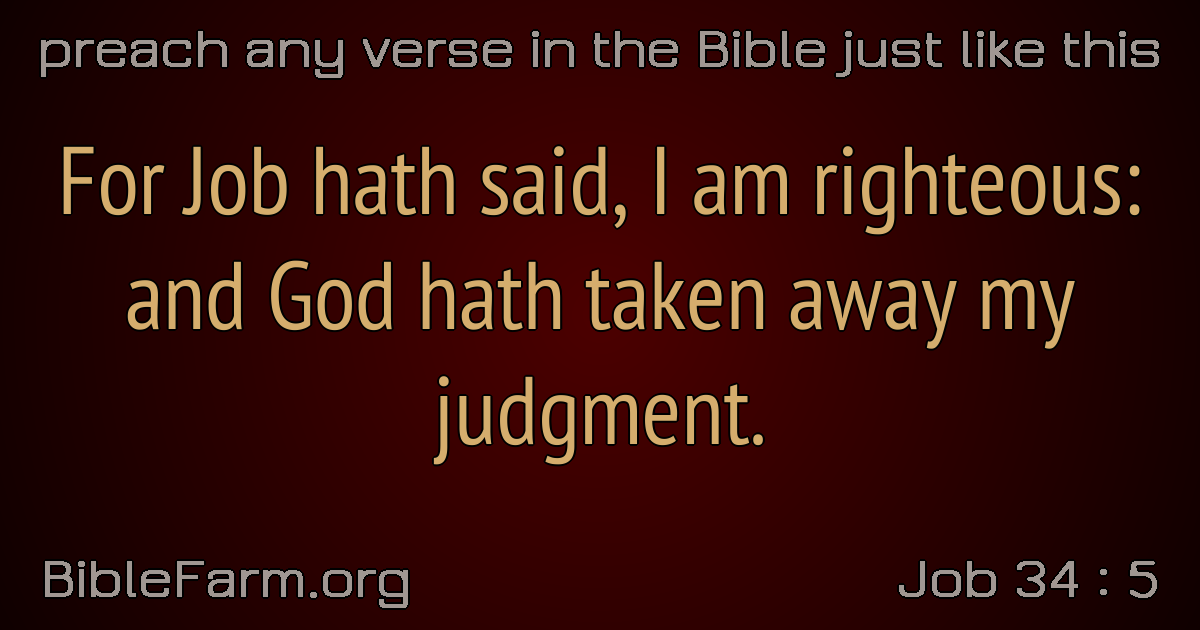 preach any verse in the Bible just like this
For Job hath said, I am righteous:
and God hath taken away my
judgment.
BibleFarm.org
Job 34 : 5